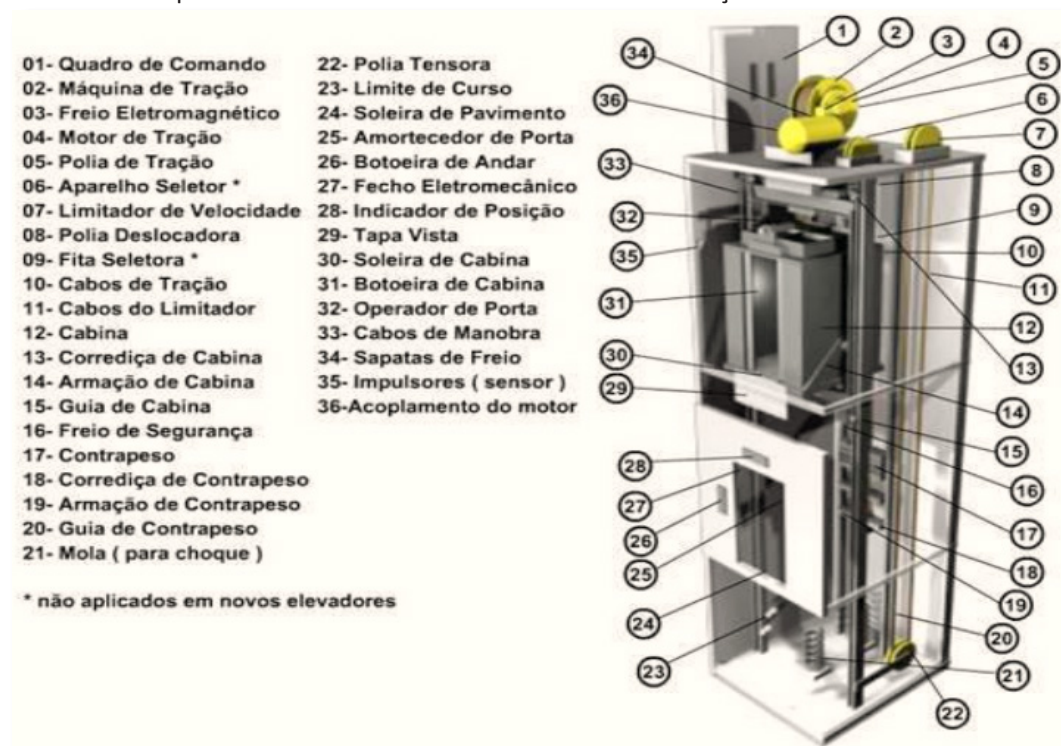 01- Quadro de Comando
02- Máquina de Tração
03- Freio Eletromagnético
04- Motor de Tração
05- Polia de Tração
06- Aparelho Seletor *
07- Limitador de Velocidade
08- Polia Deslocadora
09- Fita Seletora *
10- Cabos de Tração
11- Cabos do Limitador
12- Cabina
13- Corrediça de Cabina
14- Armação de Cabina
15- Guia de Cabina
16- Freio de Segurança
17- Contrapeso
18- Corrediça de Contrapeso
19- Armação de Contrapeso
20- Guia de Contrapeso
21- Mola ( para choque )
22- Polia Tensora
23- Limite de Curso
24- Soleira de Pavimento
25- Amortecedor de Porta
26- Botoeira de Andar
27- Fecho Eletromecânico
28- Indicador de Posição
29- Tapa Vista
30- Soleira de Cabina
31- Botoeira de Cabina
32- Operador de Porta
33- Cabos de Manobra
34- Sapatas de Freio
35- Impulsores ( sensor )
36-Acoplamento do motor
* não aplicados em novos elevadores
1
2
3
4
5
6
7
8
9
10
11
12
13
14
15
16
17
18
19
20
21
22
34
36
33
32
35
31
30
29
28
27
26
25
24
23